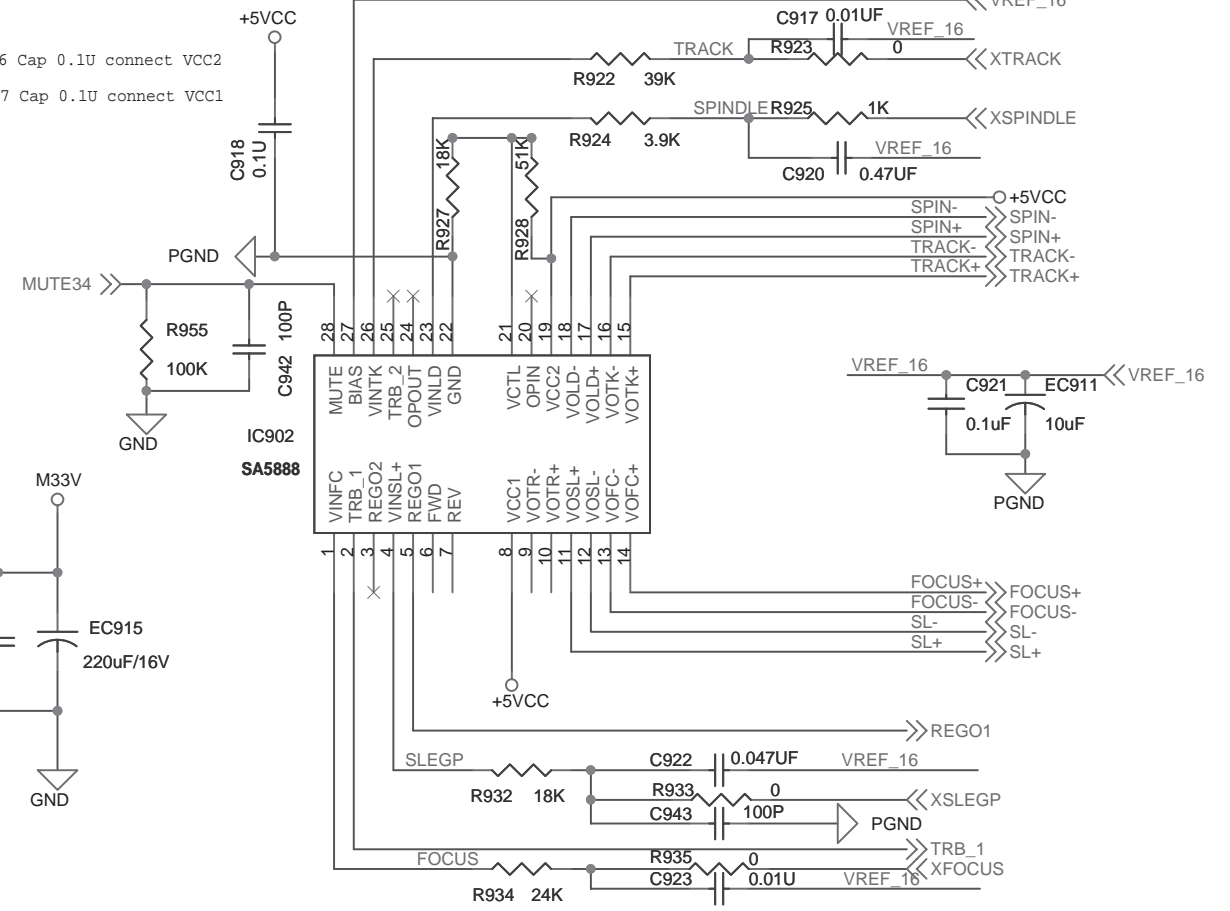 VREF_16
+5VCC
C917 0.01UF
VREF_16
6 Cap 0.1U connect VCC2
TRACK
R923
0
XTRACK
R922
39K
7 Cap 0.1U connect VCC1
SPINDLE
R925
1K
XSPINDLE
C918
0.1U
R924
3.9K
VREF_16
C920
0.47UF
18K
R927
51K
R928
+5VCC
SPIN-
SPIN-
SPIN+
SPIN+
TRACK-
TRACK-
TRACK+
TRACK+
PGND
MUTE34
R955
100K
100P
C942
GND
28
27
26
25
24
23
22
21
20
19
18
17
16
15
MUTE
BIAS
VINTK
TRB_2
OPOUT
VINLD
GND
VCTL
OPIN
VCC2
VOLD-
VOLD+
VOTK-
VOTK+
IC902
SA5888
VINFC
TRB_1
REGO2
VINSL+
REGO1
FWD
REV
VCC1
VOTR-
VOTR+
VOSL+
VOSL-
VOFC-
VOFC+
1
2
3
4
5
6
7
8
9
10
11
12
13
14
VREF_16
VREF_16
C921
EC911
0.1uF
10uF
PGND
M33V
EC915
220uF/16V
GND
FOCUS+
FOCUS+
FOCUS-
FOCUS-
SL-
SL-
SL+
SL+
+5VCC
REGO1
SLEGP
C922
0.047UF
VREF_16
R932
18K
R933
0
XSLEGP
C943
100P
PGND
TRB_1
FOCUS
R935
0
XFOCUS
R934
24K
C923
0.01U
VREF_16